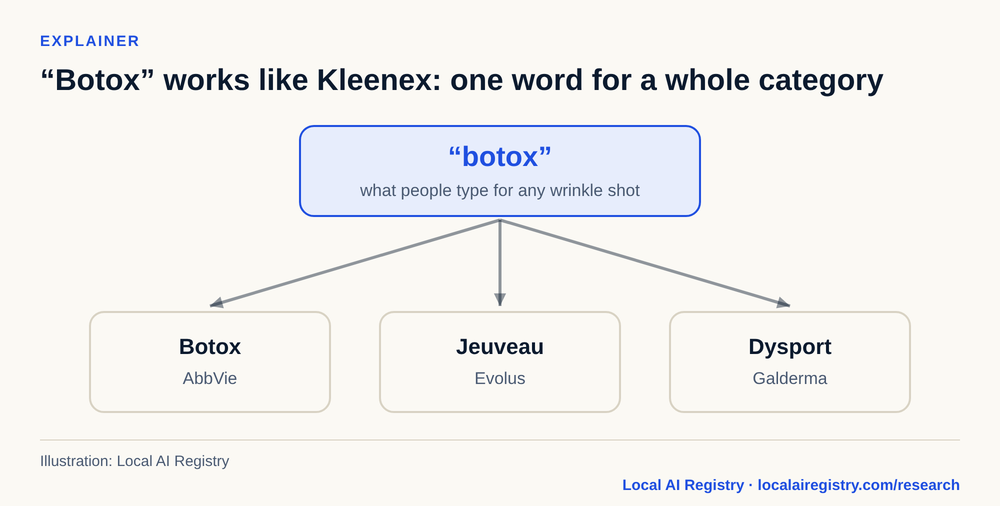 EXPLAINER
“Botox” works like Kleenex: one word for a whole category
“botox”
what people type for any wrinkle shot
Botox
AbbVie
Jeuveau
Evolus
Dysport
Galderma
Illustration: Local AI Registry
Local AI Registry · localairegistry.com/research